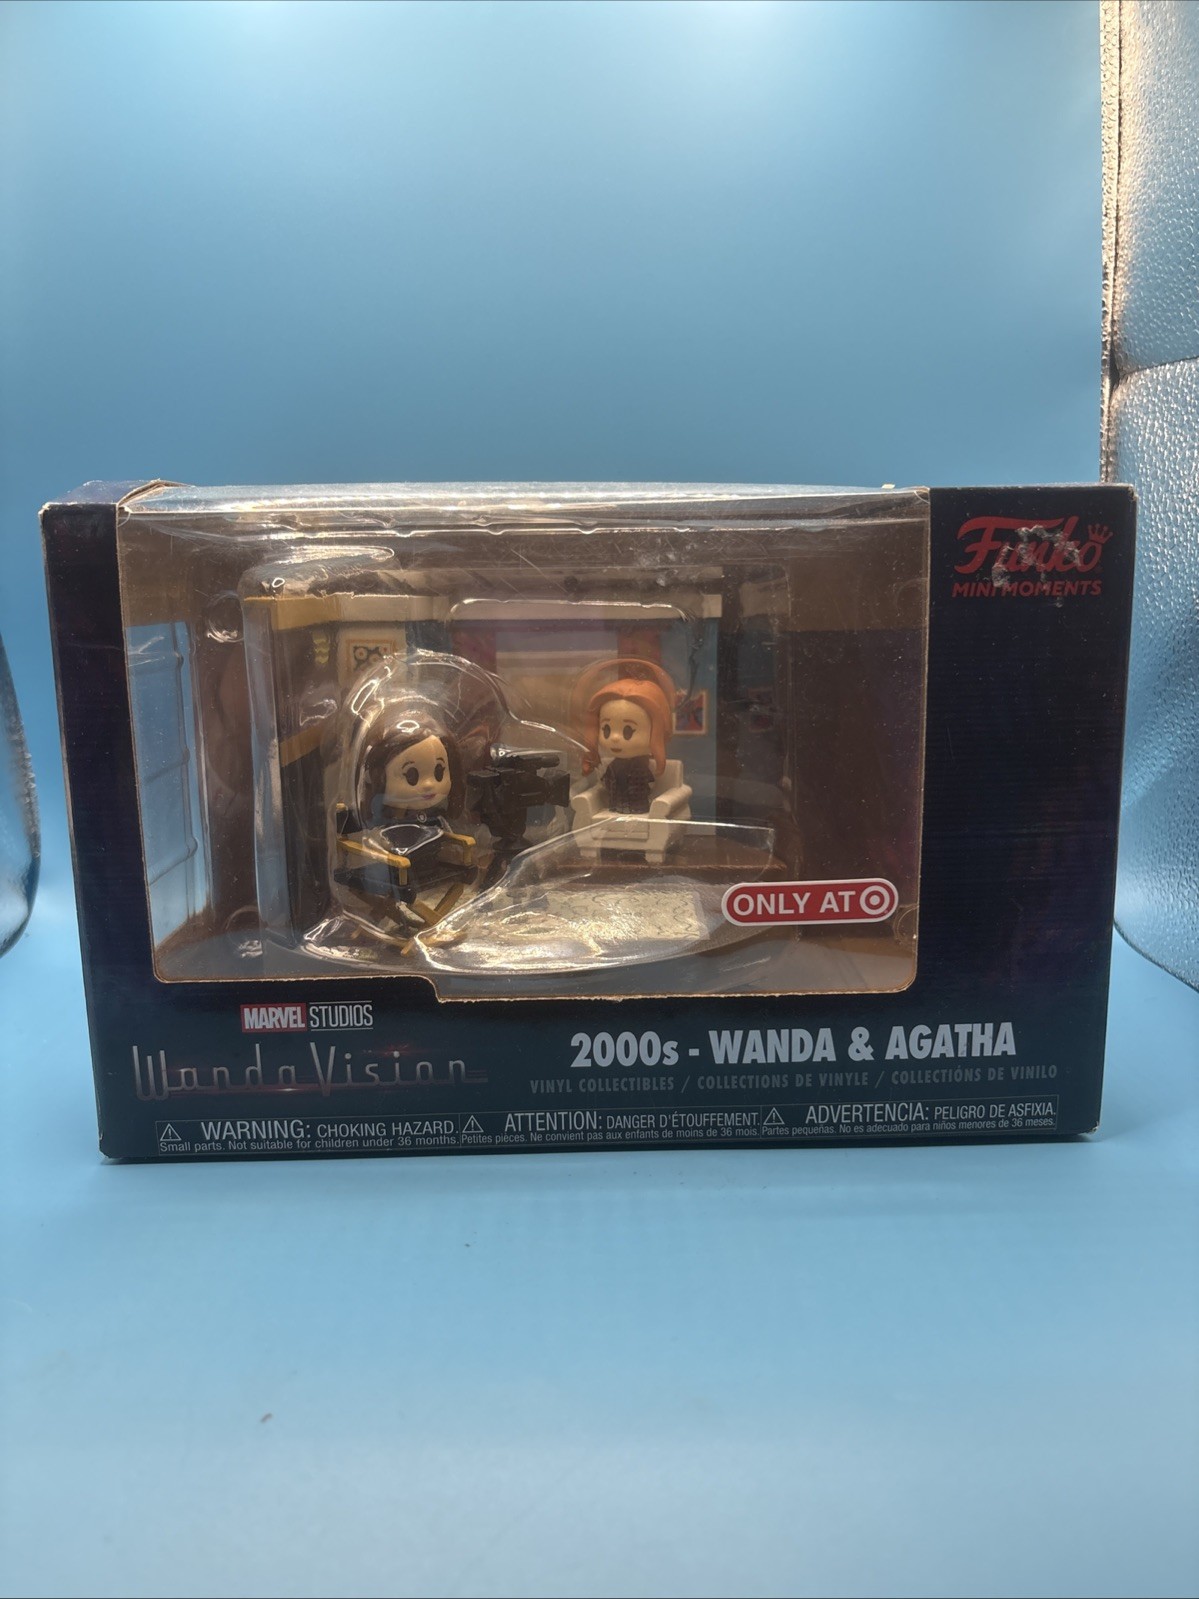 Funko
MINI MOMENTS
ONLY AT
MARVEL STUDIOS
WandaVision
2000s - WANDA & AGATHA
VINYL COLLECTIBLES / COLLECTIONS DE VINYLE / COLLECTIÓNS DE VINILO
WARNING: CHOKING HAZARD.
Small parts. Not suitable for children under 36 months.
ATTENTION: DANGER D'ÉTOUFFEMENT.
Petites pièces. Ne convient pas aux enfants de moins de 36 mois.
ADVERTENCIA: PELIGRO DE ASFIXIA.
Partes pequeñas. No es adecuado para niños menores de 36 meses.